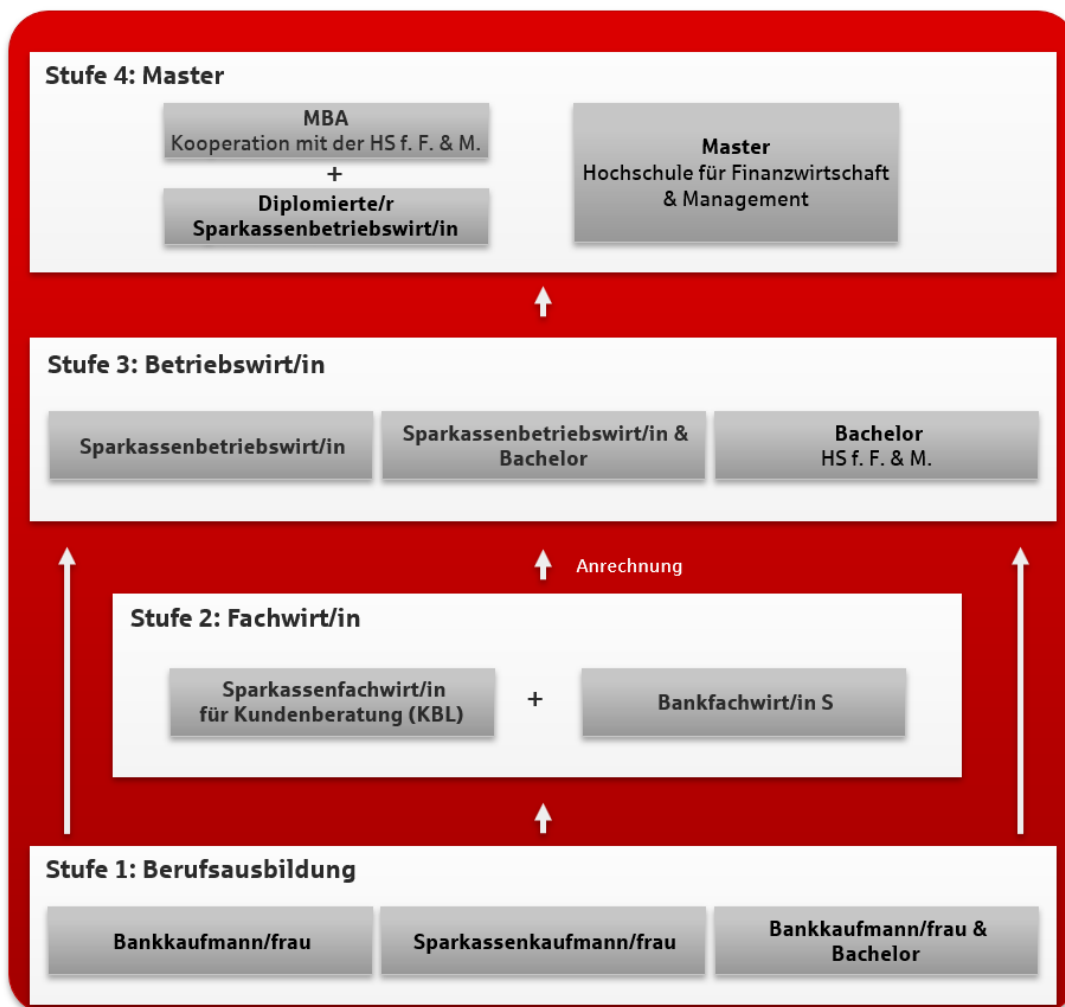 Stufe 4: Master
MBA
Kooperation mit der HS f. F. & M.
+
Diplomierte/r
Sparkassenbetriebswirt/in
Master
Hochschule für Finanzwirtschaft
& Management
Stufe 3: Betriebswirt/in
Sparkassenbetriebswirt/in
Sparkassenbetriebswirt/in &
Bachelor
Bachelor
HS f. F. & M.
Anrechnung
Stufe 2: Fachwirt/in
Sparkassenfachwirt/in
für Kundenberatung (KBL)
+
Bankfachwirt/in S
Stufe 1: Berufsausbildung
Bankkaufmann/frau
Sparkassenkaufmann/frau
Bankkaufmann/frau &
Bachelor